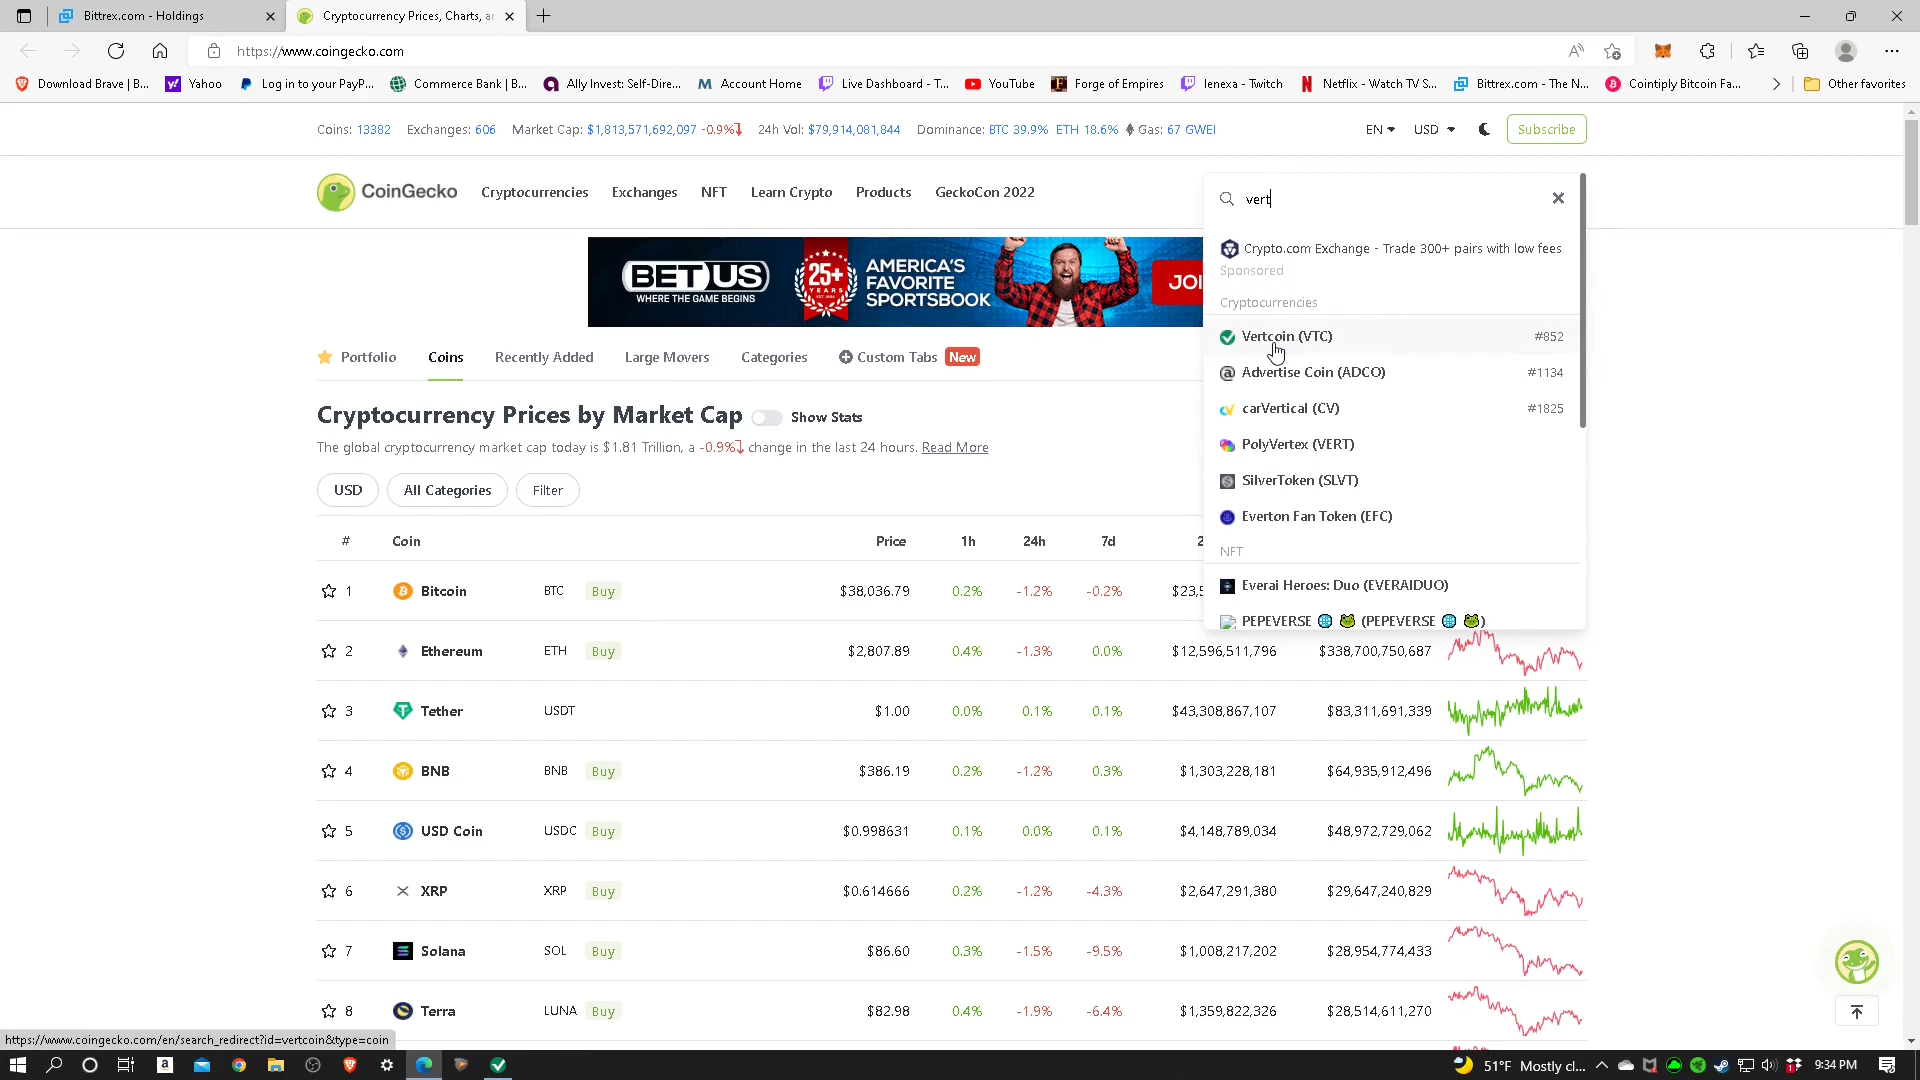 Bittrex.com - Holdings
Cryptocurrency Prices, Charts, ar
https://www.coingecko.com
Download Brave | B...
Yahoo
Log in to your PayP...
Commerce Bank | B...
Ally Invest: Self-Dire...
Account Home
Live Dashboard - T...
YouTube
Forge of Empires
lenexa - Twitch
Netflix - Watch TV S...
Bittrex.com - The N...
Cointiply Bitcoin Fa...
Other favorites
Coins: 13382 Exchanges: 606 Market Cap: $1,813,571,692,097 -0.9% 24h Vol: $79,914,081,844 Dominance: BTC 39.9% ETH 18.6% Gas: 67 GWEI
EN USD Subscribe
CoinGecko Cryptocurrencies Exchanges NFT Learn Crypto Products GeckoCon 2022
vert
Crypto.com Exchange - Trade 300+ pairs with low fees
Sponsored
Cryptocurrencies
Vertcoin (VTC) #852
Advertise Coin (ADCO) #1134
carVertical (CV) #1825
PolyVertex (VERT)
SilverToken (SLVT)
Everton Fan Token (EFC)
NFT
Everai Heroes: Duo (EVERAIDUO)
PEPEVERSE 🌐 🐸 (PEPEVERSE 🌐 🐸)
BETUS
WHERE THE GAME BEGINS
25+
YEARS
AMERICA'S
FAVORITE
SPORTSBOOK
JOI
Portfolio Coins Recently Added Large Movers Categories Custom Tabs New
Cryptocurrency Prices by Market Cap Show Stats
The global cryptocurrency market cap today is $1.81 Trillion, a -0.9% change in the last 24 hours. Read More
USD All Categories Filter
# Coin Price 1h 24h 7d 2
1 Bitcoin BTC Buy $38,036.79 0.2% -1.2% -0.2% $23,5
2 Ethereum ETH Buy $2,807.89 0.4% -1.3% 0.0% $12,596,511,796 $338,700,750,687
3 Tether USDT $1.00 0.0% 0.1% 0.1% $43,308,867,107 $83,311,691,339
4 BNB BNB Buy $386.19 0.2% -1.2% 0.3% $1,303,228,181 $64,935,912,496
5 USD Coin USDC Buy $0.998631 0.1% 0.0% 0.1% $4,148,789,034 $48,972,729,062
6 XRP XRP Buy $0.614666 0.2% -1.2% -4.3% $2,647,291,380 $29,647,240,829
7 Solana SOL Buy $86.60 0.3% -1.5% -9.5% $1,008,217,202 $28,954,774,433
8 Terra LUNA Buy $82.98 0.4% -1.9% -6.4% $1,359,822,326 $28,514,611,270
https://www.coingecko.com/en/search_redirect?id=vertcoin&type=coin
51°F Mostly cl... 9:34 PM